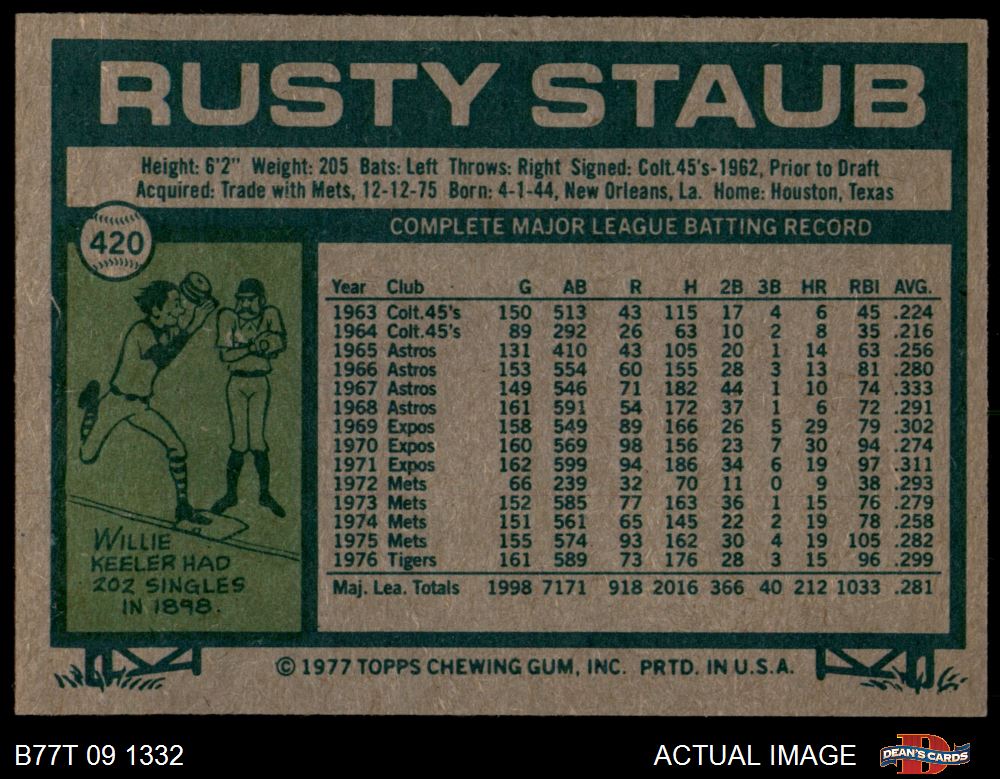 RUSTY STAUB
Height: 6'2" Weight: 205 Bats: Left Throws: Right Signed: Colt.45's-1962, Prior to Draft
Acquired: Trade with Mets, 12-12-75 Born: 4-1-44, New Orleans, La. Home: Houston, Texas
420
COMPLETE MAJOR LEAGUE BATTING RECORD
Year Club G AB R H 2B 3B HR RBI AVG.
1963 Colt.45's 150 513 43 115 17 4 6 45 .224
1964 Colt.45's 89 292 26 63 10 2 8 35 .216
1965 Astros 131 410 43 105 20 1 14 63 .256
1966 Astros 153 554 60 155 28 3 13 81 .280
1967 Astros 149 546 71 182 44 1 10 74 .333
1968 Astros 161 591 54 172 37 1 6 72 .291
1969 Expos 158 549 89 166 26 5 29 79 .302
1970 Expos 160 569 98 156 23 7 30 94 .274
1971 Expos 162 599 94 186 34 6 19 97 .311
1972 Mets 66 239 32 70 11 0 9 38 .293
1973 Mets 152 585 77 163 36 1 15 76 .279
1974 Mets 151 561 65 145 22 2 19 78 .258
1975 Mets 155 574 93 162 30 4 19 105 .282
1976 Tigers 161 589 73 176 28 3 15 96 .299
Maj. Lea. Totals 1998 7171 918 2016 366 40 212 1033 .281
WILLIE
KEELER HAD
202 SINGLES
IN 1898.
© 1977 TOPPS CHEWING GUM, INC. PRTD. IN U.S.A.
B77T 09 1332
ACTUAL IMAGE
DEAN'S CARDS